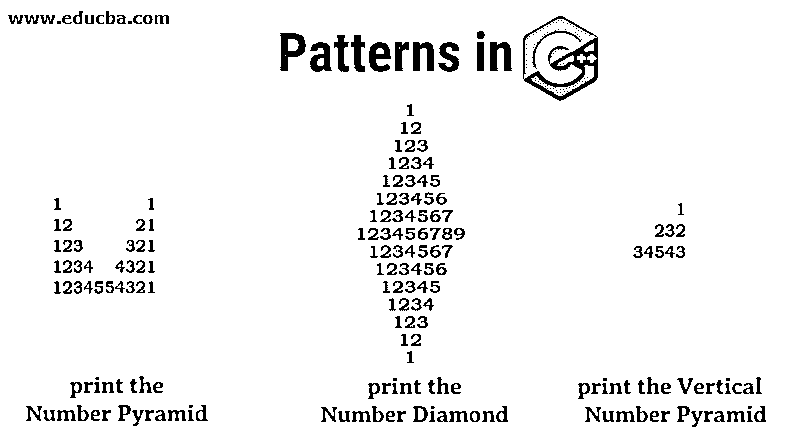 www.educba.com
Patterns in C++
1 1
12 21
123 321
1234 4321
1234554321
print the
Number Pyramid
1
12
123
1234
12345
123456
1234567
123456789
1234567
123456
12345
1234
123
12
1
print the
Number Diamond
1
232
34543
print the Vertical
Number Pyramid